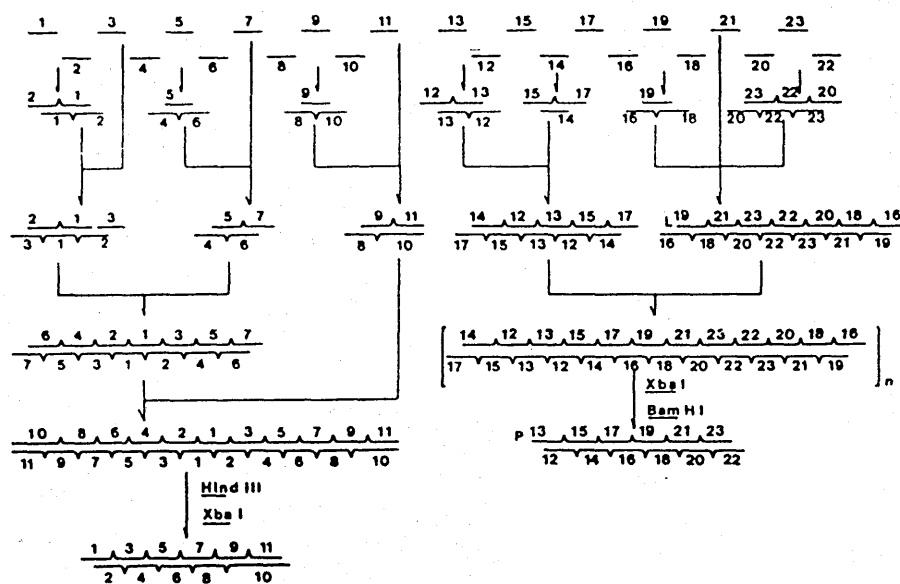 1 3 5 7 9 11 13 15 17 19 21 23
2 4 6 8 10 12 14 16 18 20 22
2 1 5 9 12 13 15 17 19 23 22 20
1 2 4 6 8 10 13 12 14 16 18 20 22 23
2 1 3 5 7 9 11 14 12 13 15 17 19 21 23 22 20 18 16
3 1 2 4 6 8 10 17 15 13 12 14 16 18 20 22 23 21 19
6 4 2 1 3 5 7 14 12 13 15 17 19 21 23 22 20 18 16
7 5 3 1 2 4 6 17 15 13 12 14 16 18 20 22 23 21 19 n
Xba I
Bam H I
10 8 6 4 2 1 3 5 7 9 11 P 13 15 17 19 21 23
11 9 7 5 3 1 2 4 6 8 10 12 14 16 18 20 22
Hind III
Xba I
1 3 5 7 9 11
2 4 6 8 10